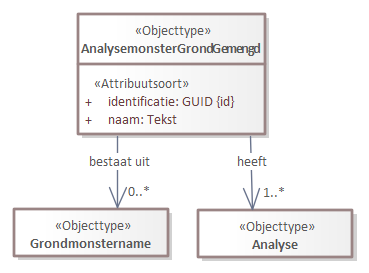 «Objecttype»
AnalysemonsterGrondGemengd
«Attribuutsoort»
+ identificatie: GUID {id}
+ naam: Tekst
bestaat uit
heeft
0..*
1..*
«Objecttype»
Grondmonstername
«Objecttype»
Analyse